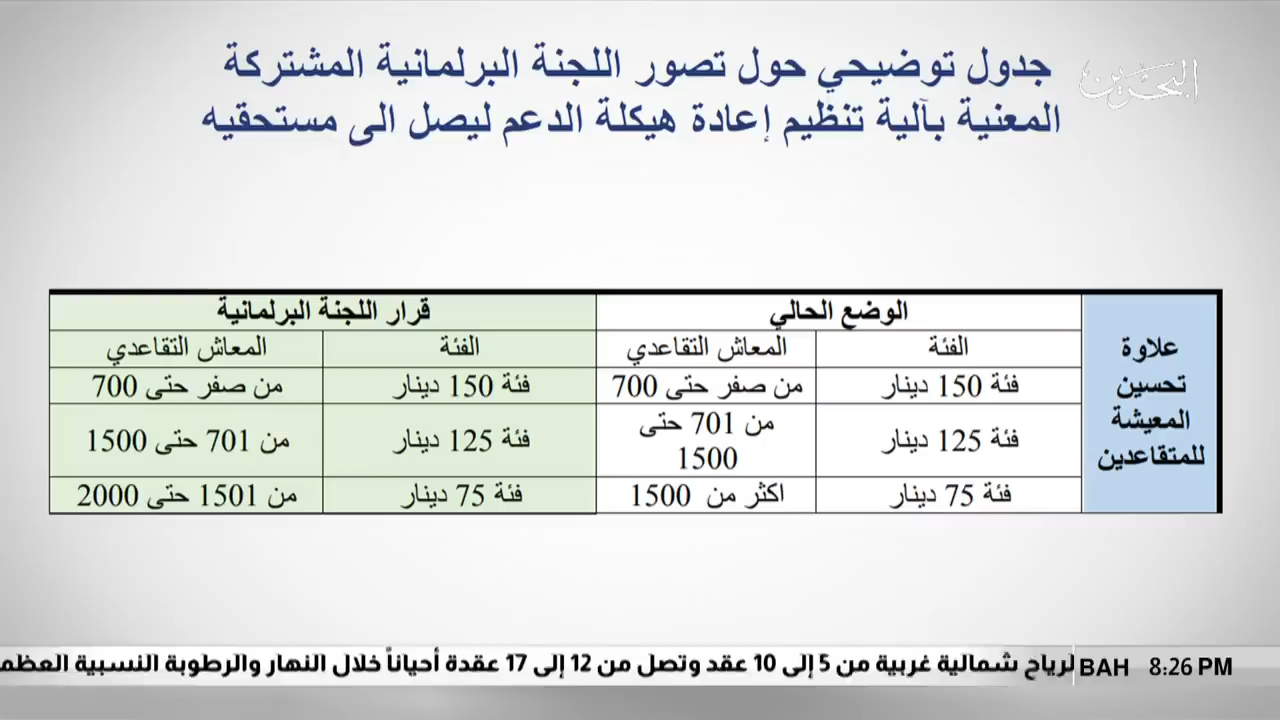 البحرين
جدول توضيحي حول تصور اللجنة البرلمانية المشتركة
المعنية بآلية تنظيم إعادة هيكلة الدعم ليصل الى مستحقيه
علاوة
تحسين
المعيشة
للمتقاعدين
الوضع الحالي
قرار اللجنة البرلمانية
الفئة
المعاش التقاعدي
الفئة
المعاش التقاعدي
فئة 150 دينار
من صفر حتى 700
فئة 150 دينار
من صفر حتى 700
فئة 125 دينار
من 701 حتى
1500
فئة 125 دينار
من 701 حتى 1500
فئة 75 دينار
اكثر من 1500
فئة 75 دينار
من 1501 حتى 2000
لرياح شمالية غربية من 5 إلى 10 عقد وتصل من 12 إلى 17 عقدة أحياناً خلال النهار والرطوبة النسبية العظم
BAH 8:26 PM